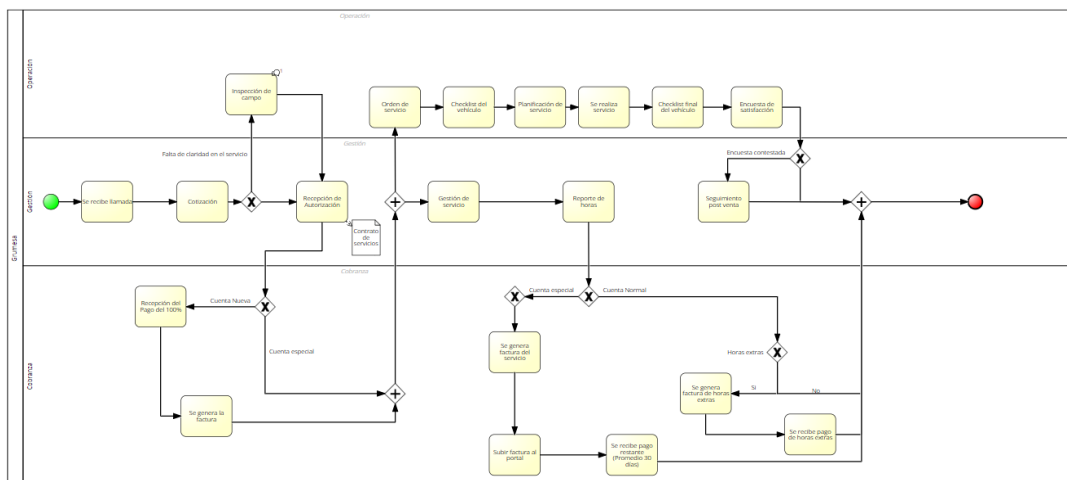 Operación
Operación
Inspección de
campo
Orden de
servicio
Checklist del
vehículo
Planificación de
servicio
Se realiza
servicio
Checklist final
del vehículo
Encuesta de
satisfacción
Falta de claridad en el servicio
Gestión
Encuesta contestada
Grumesa
Gestión
Se recibe llamada
Cotización
Recepción de
Autorización
Contrato
de
servicios
Gestión de
servicio
Reporte de
horas
Seguimiento
post venta
Cobranza
Cobranza
Recepción del
Pago del 100%
Cuenta Nueva
Cuenta especial
Cuenta especial
Cuenta Normal
Se genera
factura del
servicio
Horas extras
Si
No
Se genera la
factura
Se genera
factura de horas
extras
Se recibe pago
de horas extras
Subir factura al
portal
Se recibe pago
restante
(Promedio 30
días)